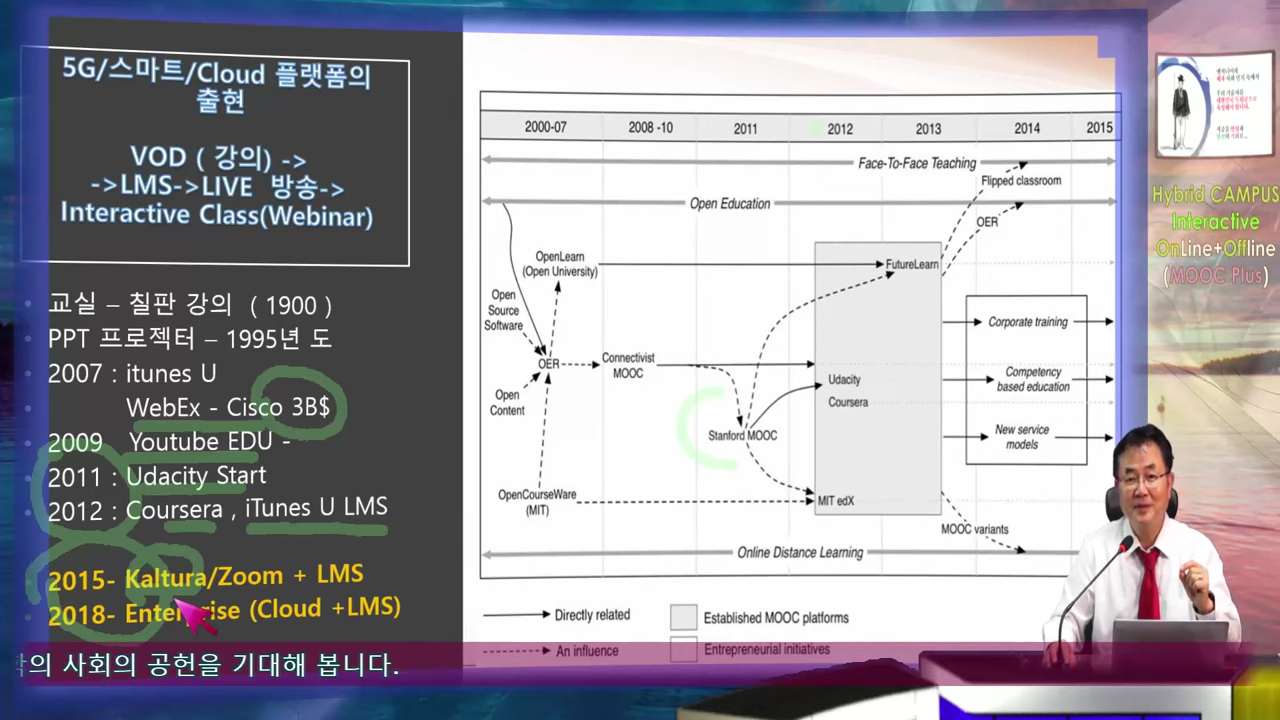 5G/스마트/Cloud 플랫폼의
출현
VOD ( 강의) ->
->LMS->LIVE 방송->
Interactive Class(Webinar)
교실 – 칠판 강의 ( 1900 )
PPT 프로젝터 – 1995년 도
2007 : itunes U
WebEx - Cisco 3B$
2009 Youtube EDU -
2011 : Udacity Start
2012 : Coursera , iTunes U LMS
2015- Kaltura/Zoom + LMS
2018- Enterprise (Cloud +LMS)
의 사회의 공헌을 기대해 봅니다.
2000-07 2008 -10 2011 2012 2013 2014 2015
Face-To-Face Teaching
Flipped classroom
Open Education
OER
OpenLearn
(Open University)
FutureLearn
Open
Source
Software
OER
Connectivist
MOOC
Open
Content
Stanford MOOC
Udacity
Coursera
Corporate training
Competency
based education
New service
models
OpenCourseWare
(MIT)
MIT edX
MOOC variants
Online Distance Learning
Directly related
Established MOOC platforms
An influence
Entrepreneurial initiatives
Hybrid CAMPUS
Interactive
OnLine+Offline
(MOOC Plus)